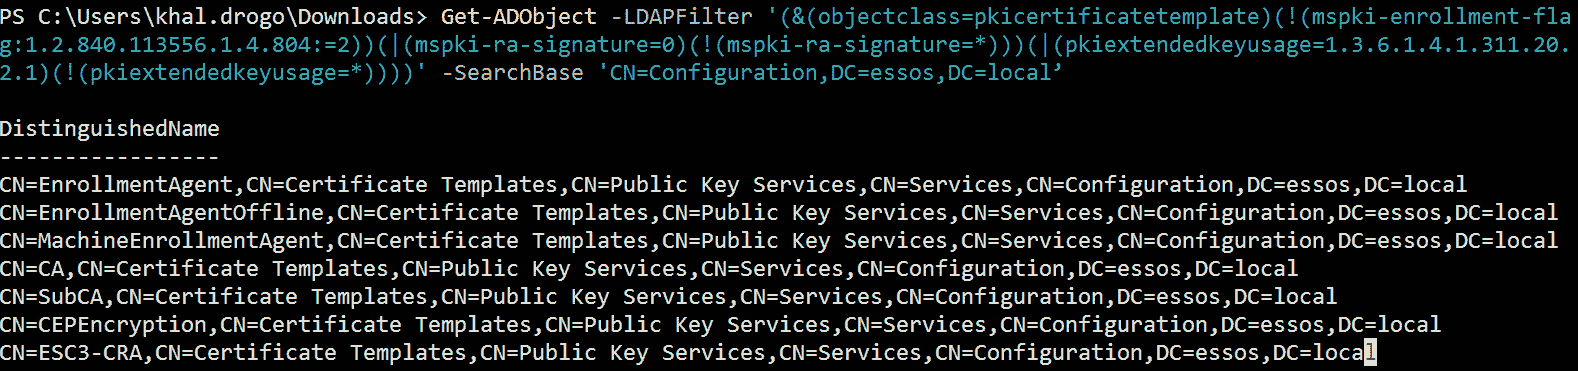 PS C:\Users\khal.drogo\Downloads> Get-ADObject -LDAPFilter '(&(objectclass=pkicertificatetemplate)(!(mspki-enrollment-fla
g:1.2.840.113556.1.4.804:=2))(|(mspki-ra-signature=0)(!(mspki-ra-signature=*)))(|(pkiextendedkeyusage=1.3.6.1.4.1.311.20.
2.1)(!(pkiextendedkeyusage=*))))' -SearchBase 'CN=Configuration,DC=essos,DC=local’
DistinguishedName
-----------------
CN=EnrollmentAgent,CN=Certificate Templates,CN=Public Key Services,CN=Services,CN=Configuration,DC=essos,DC=local
CN=EnrollmentAgentOffline,CN=Certificate Templates,CN=Public Key Services,CN=Services,CN=Configuration,DC=essos,DC=local
CN=MachineEnrollmentAgent,CN=Certificate Templates,CN=Public Key Services,CN=Services,CN=Configuration,DC=essos,DC=local
CN=CA,CN=Certificate Templates,CN=Public Key Services,CN=Services,CN=Configuration,DC=essos,DC=local
CN=SubCA,CN=Certificate Templates,CN=Public Key Services,CN=Services,CN=Configuration,DC=essos,DC=local
CN=CEPEncryption,CN=Certificate Templates,CN=Public Key Services,CN=Services,CN=Configuration,DC=essos,DC=local
CN=ESC3-CRA,CN=Certificate Templates,CN=Public Key Services,CN=Services,CN=Configuration,DC=essos,DC=local